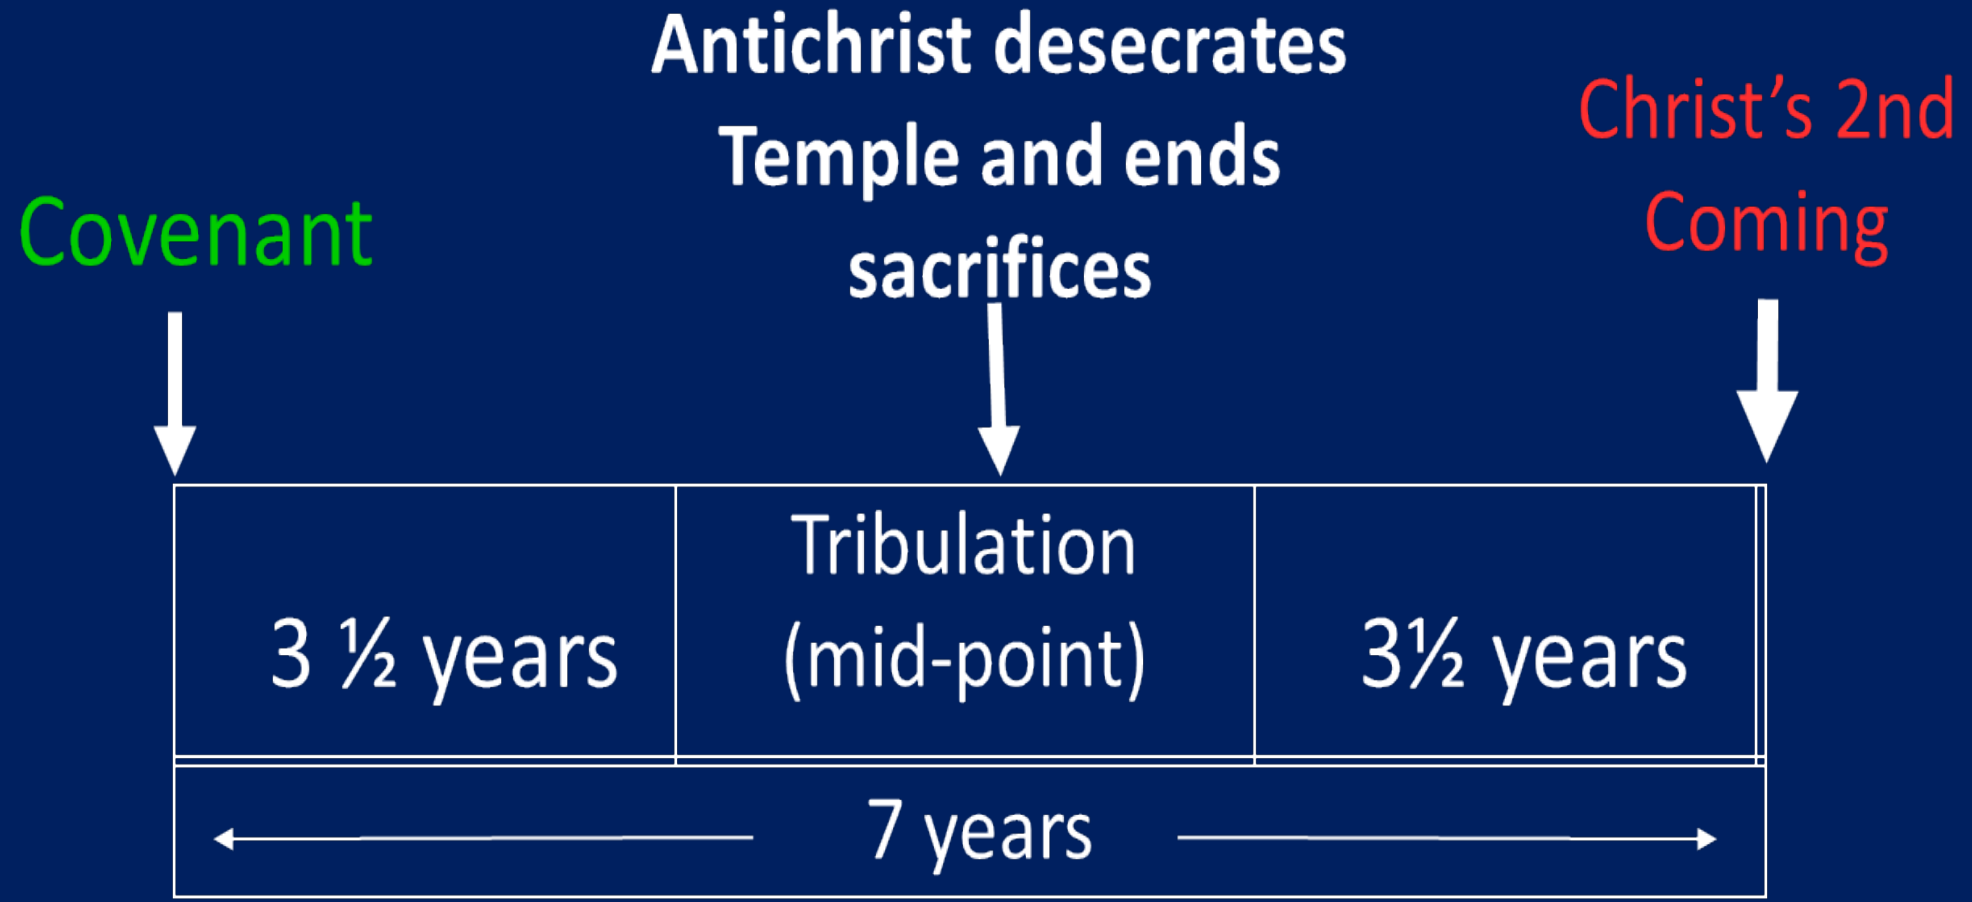 Antichrist desecrates
Temple and ends
sacrifices
Christ’s 2nd
Coming
Covenant
3 ½ years
Tribulation
(mid-point)
3½ years
7 years